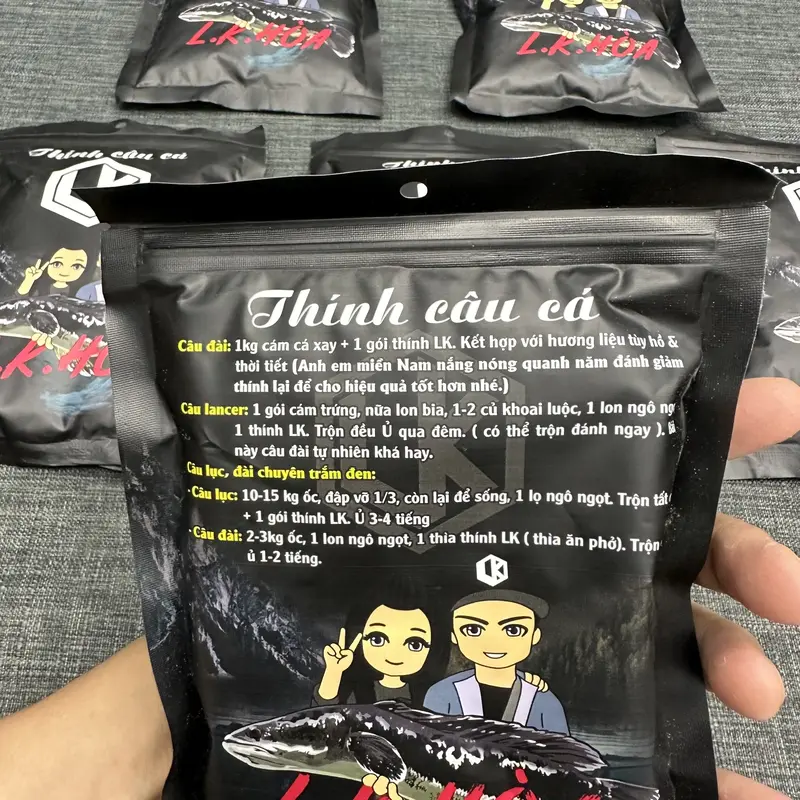 L.K.HÒA
L.K.HÒA
Thính câu cá
LK
Thính câu cá
Câu đài: 1kg cám cá xay + 1 gói thính LK. Kết hợp với hương liệu tùy hồ &
thời tiết (Anh em miền Nam nắng nóng quanh năm đánh giảm
thính lại để cho hiệu quả tốt hơn nhé.)
Câu lancer: 1 gói cám trứng, nữa lon bia, 1-2 củ khoai luộc, 1 lon ngô
1 thính LK. Trộn đều Ủ qua đêm. ( có thể trộn đánh ngay ).
này câu đài tự nhiên khá hay.
Câu lục, đài chuyên trắm đen:
- Câu lục: 10-15 kg ốc, đập vỡ 1/3, còn lại để sống, 1 lọ ngô ngọt. Trộn tất
+ 1 gói thính LK. Ủ 3-4 tiếng
- Câu đài: 2-3kg ốc, 1 lon ngô ngọt, 1 thìa thính LK ( thìa ăn phở). Trộn
ủ 1-2 tiếng.
LK
L.K.HÒA